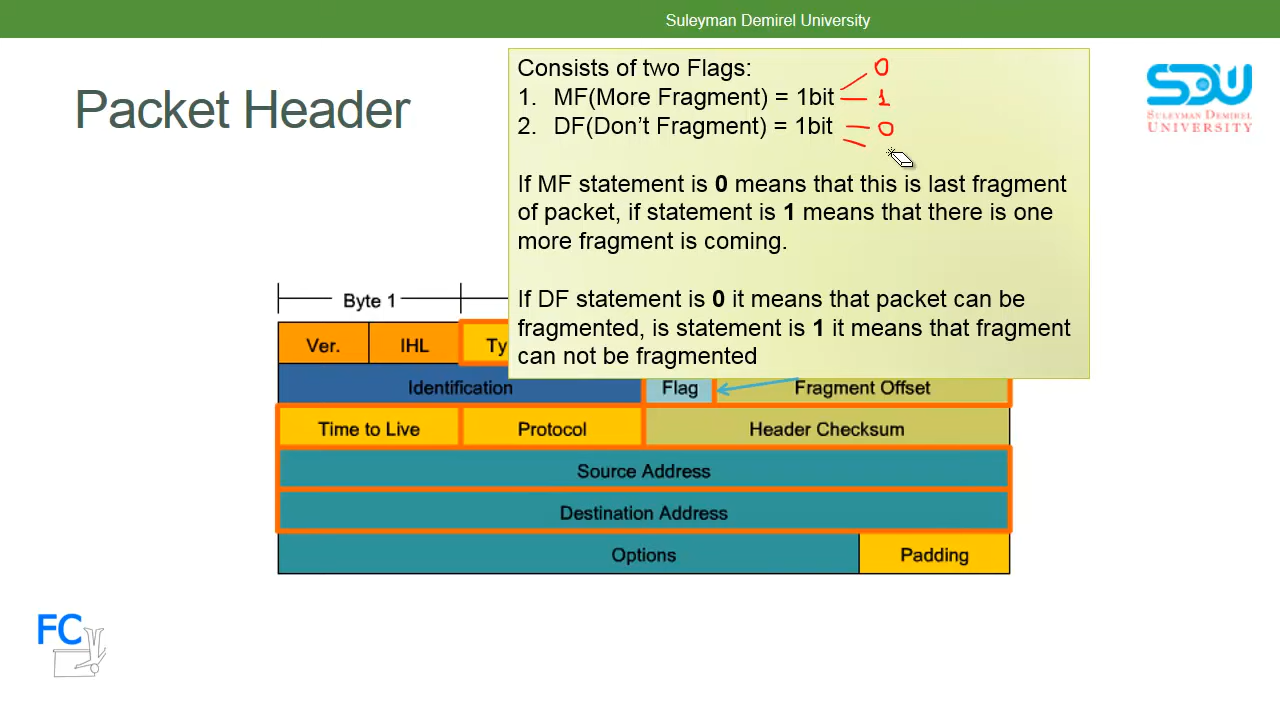 Suleyman Demirel University
Packet Header
Consists of two Flags:
1. MF(More Fragment) = 1bit
0
1
2. DF(Don't Fragment) = 1bit
0
If MF statement is 0 means that this is last fragment
of packet, if statement is 1 means that there is one
more fragment is coming.
If DF statement is 0 it means that packet can be
fragmented, is statement is 1 it means that fragment
can not be fragmented
SDU
SULEYMAN DEMIREL
UNIVERSITY
Byte 1
Ver. IHL Ty
Identification Flag Fragment Offset
Time to Live Protocol Header Checksum
Source Address
Destination Address
Options Padding
FC